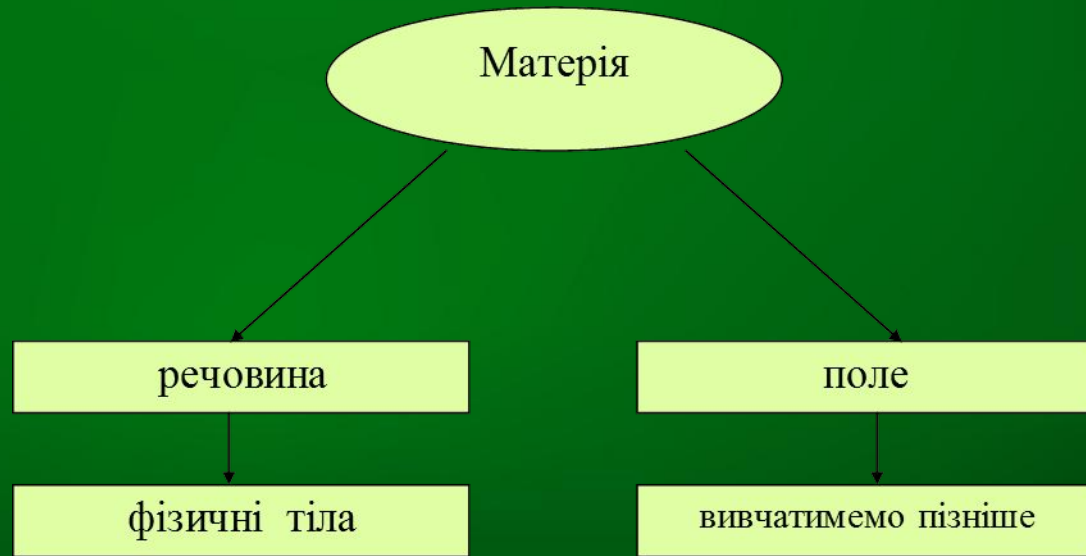 Матерія
речовина
поле
фізичні тіла
вивчатимемо пізніше